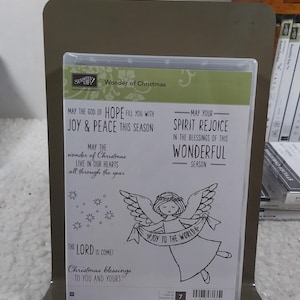 STAMPIN' UP!
Wonder of Christmas
MAY THE GOD OF HOPE FILL YOU WITH
JOY & PEACE THIS SEASON
MAY YOUR
SPIRIT REJOICE
IN THE BLESSINGS OF THIS
WONDERFUL
SEASON
MAY THE
wonder of Christmas
LIVE IN OUR HEARTS
all through the year
JOY TO THE WORLD
THE LORD IS COME!
Christmas blessings
TO YOU AND YOURS
7